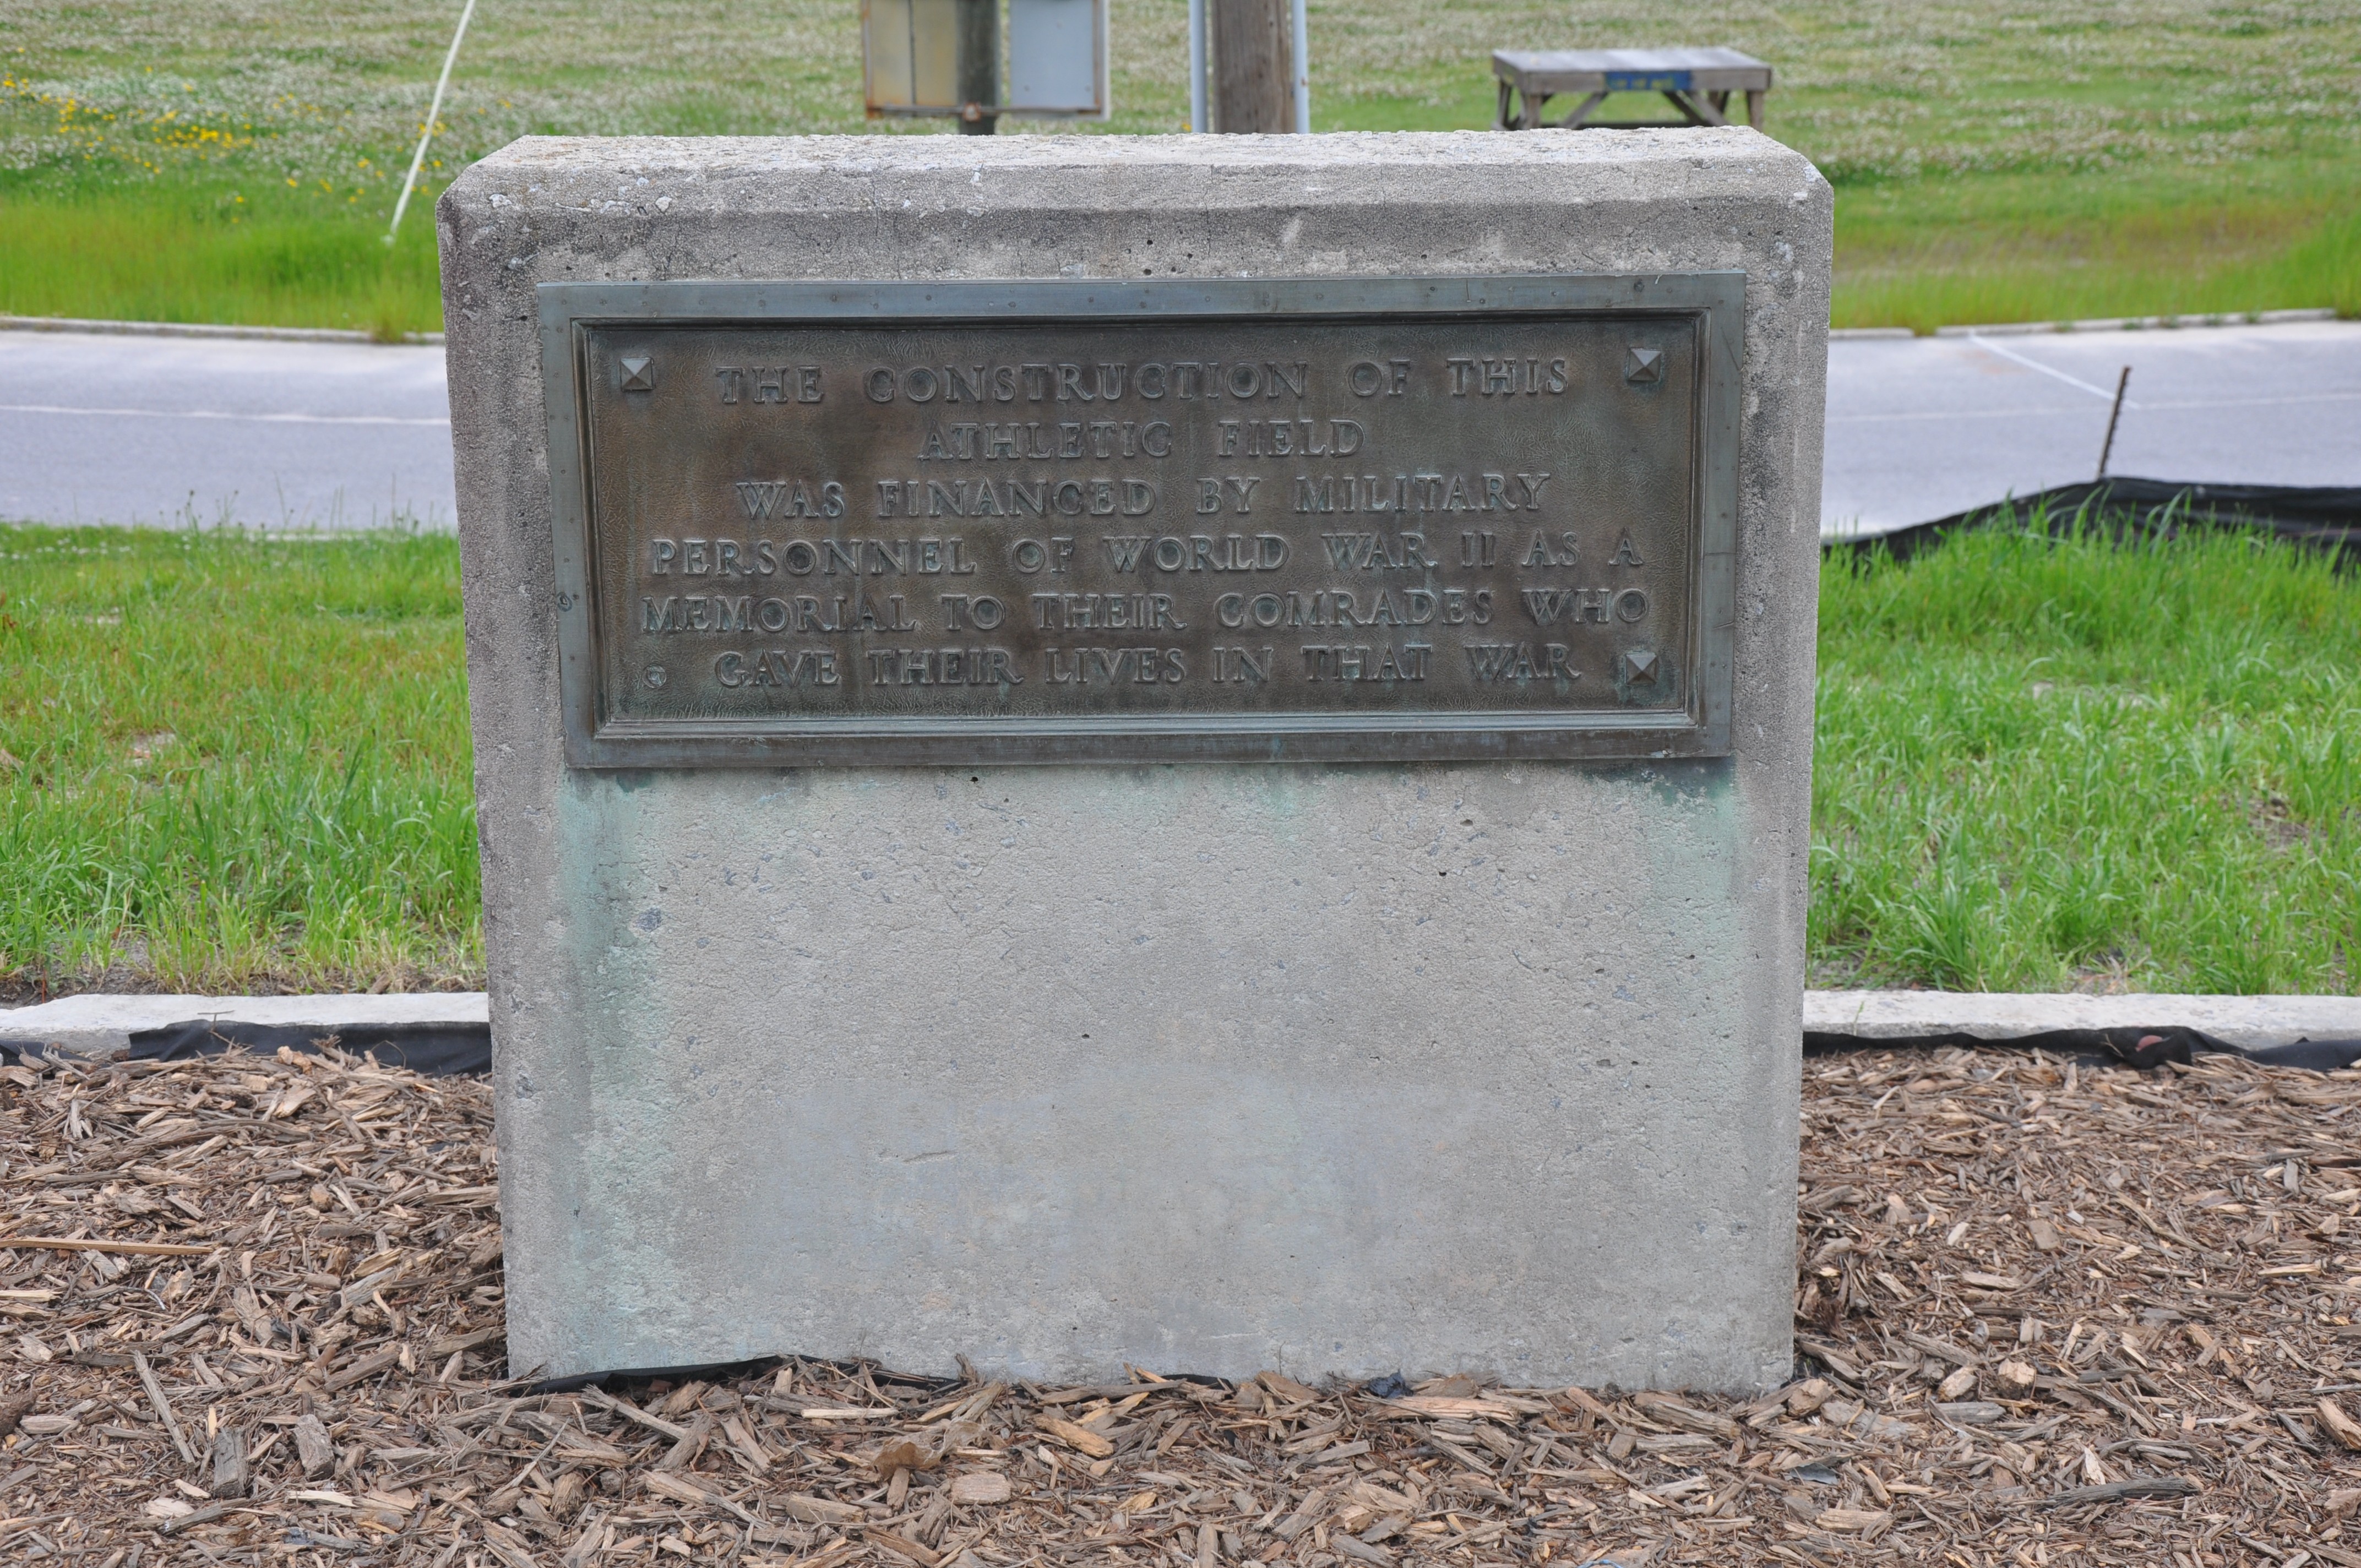 THE CONSTRUCTION OF THIS
ATHLETIC FIELD
WAS FINANCED BY MILITARY
PERSONNEL OF WORLD WAR II AS A
MEMORIAL TO THEIR COMRADES WHO
GAVE THEIR LIVES IN THAT WAR